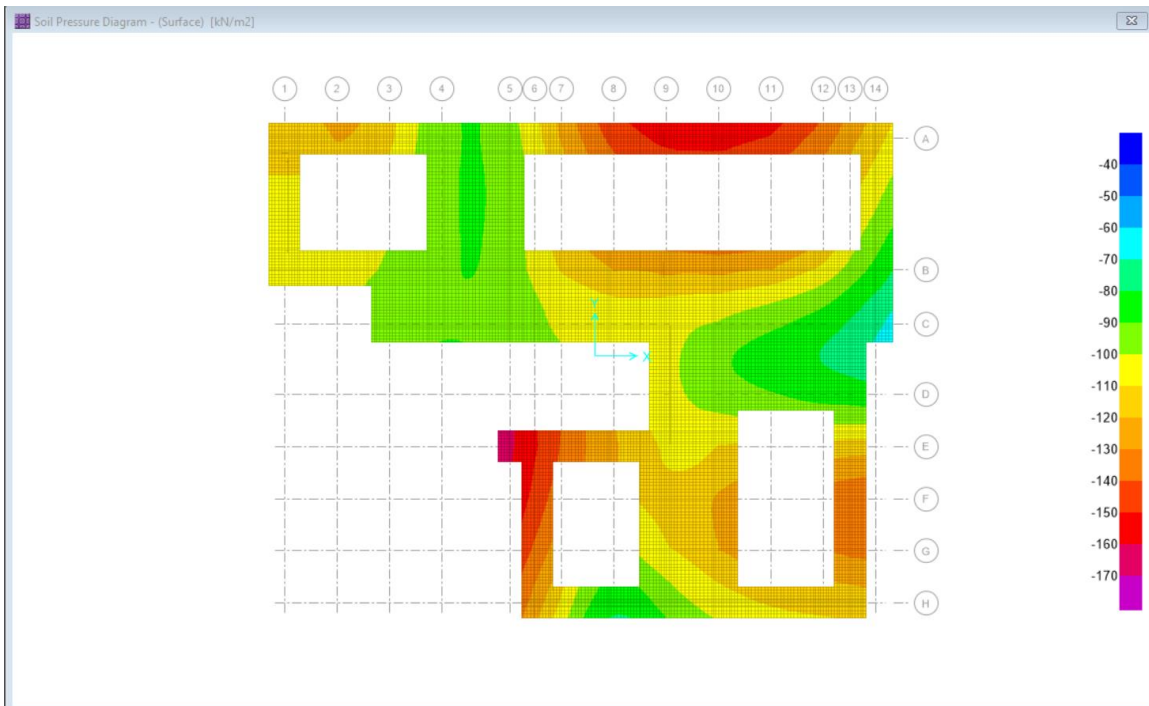 Soil Pressure Diagram - (Surface) [kN/m2]
1 2 3 4 5 6 7 8 9 10 11 12 13 14
A
-40
-50
-60
B
-70
-80
Y
C
-90
X
-100
D
-110
-120
E
-130
-140
F
-150
G
-160
-170
H